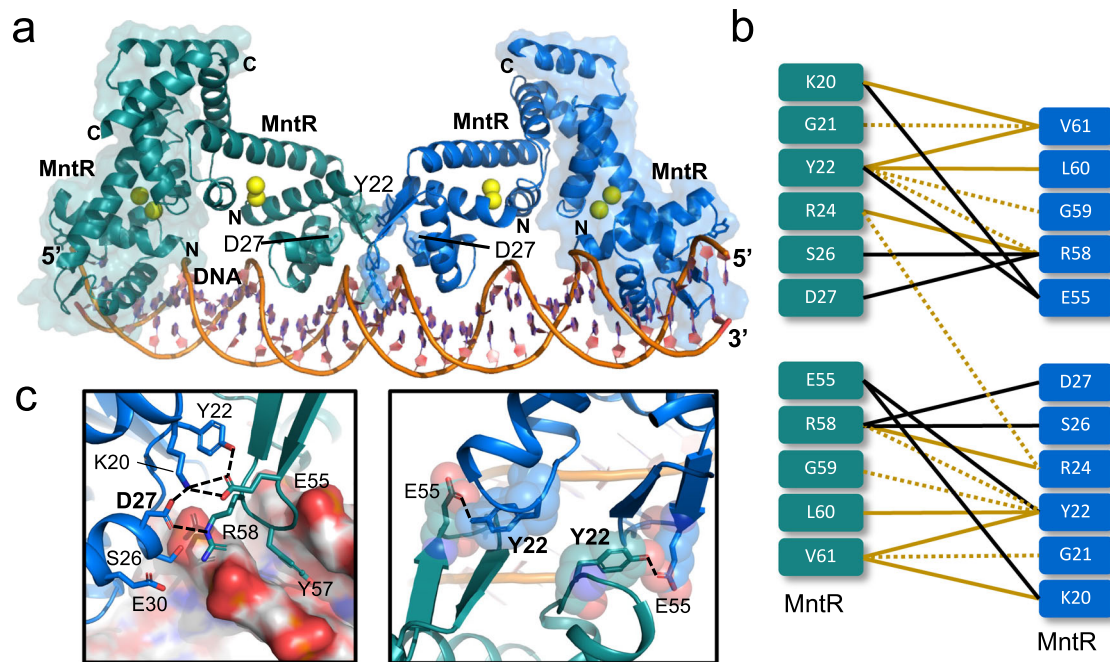 a
C
C
MntR
MntR
MntR
MntR
Y22
N
N
N
N
D27
D27
5’
DNA
5’
3’
b
K20
G21
Y22
R24
S26
D27
V61
L60
G59
R58
E55
E55
R58
G59
L60
V61
MntR
D27
S26
R24
Y22
G21
K20
MntR
c
Y22
K20
D27
E55
R58
S26
Y57
E30
E55
Y22
Y22
E55